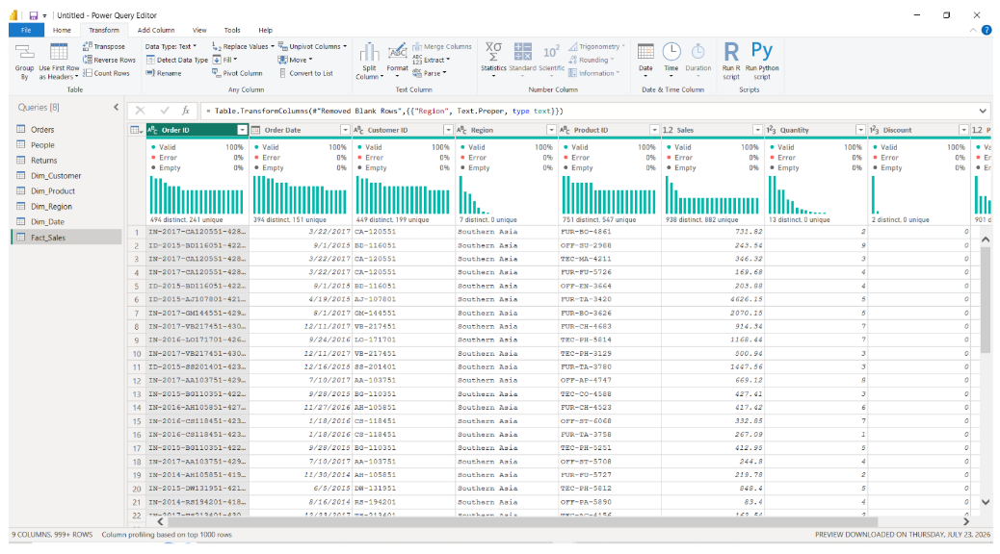 Untitled - Power Query Editor
File Home Transform Add Column View Tools Help
Transpose Data Type: Text Replace Values Unpivot Columns Merge Columns Trigonometry
Reverse Rows Detect Data Type Fill Move Extract Rounding
Group By Use First Row as Headers Count Rows Rename Pivot Column Convert to List Split Column Format Parse Statistics Standard Scientific Information Date Time Duration Run R script Run Python script
Table Any Column Text Column Number Column Date & Time Column Scripts
Queries [8]
= Table.TransformColumns(#"Removed Blank Rows",{{"Region", Text.Proper, type text}})
Orders
People
Returns
Dim_Customer
Dim_Product
Dim_Region
Dim_Date
Fact_Sales
Order ID Order Date Customer ID Region Product ID 1.2 Sales Quantity Discount 1.2
Valid 100% Valid 100% Valid 100% Valid 100% Valid 100% Valid 100% Valid 100% Valid 100%
Error 0% Error 0% Error 0% Error 0% Error 0% Error 0% Error 0% Error 0%
Empty 0% Empty 0% Empty 0% Empty 0% Empty 0% Empty 0% Empty 0% Empty 0%
494 distinct, 241 unique 394 distinct, 151 unique 449 distinct, 199 unique 7 distinct, 0 unique 751 distinct, 547 unique 938 distinct, 882 unique 13 distinct, 0 unique 2 distinct, 0 unique
1 IN-2017-CA120551-428... 3/22/2017 CA-120551 Southern Asia FUR-BO-4861 731.82 2 0
2 ID-2015-BD116051-422... 9/1/2015 BD-116051 Southern Asia OFF-SU-2988 243.54 9 0
3 IN-2017-CA120551-428... 3/22/2017 CA-120551 Southern Asia TEC-MA-4211 346.32 3 0
4 IN-2017-CA120551-428... 3/22/2017 CA-120551 Southern Asia FUR-FU-5726 169.68 4 0
5 ID-2015-BD116051-422... 9/1/2015 BD-116051 Southern Asia OFF-EN-3664 203.88 4 0
6 ID-2015-AJ107801-421... 4/19/2015 AJ-107801 Southern Asia FUR-TA-3420 4626.15 5 0
7 IN-2017-GM144551-429... 8/1/2017 GM-144551 Southern Asia FUR-BO-3626 2070.15 5 0
8 IN-2017-VB217451-430... 12/11/2017 VB-217451 Southern Asia FUR-CH-4683 914.34 7 0
9 IN-2016-LO171701-426... 9/24/2016 LO-171701 Southern Asia TEC-PH-5814 1168.44 7 0
10 IN-2017-VB217451-430... 12/11/2017 VB-217451 Southern Asia TEC-PH-3129 500.94 3 0
11 ID-2015-SS201401-423... 12/16/2015 SS-201401 Southern Asia FUR-TA-3780 1447.56 3 0
12 IN-2017-AA103751-429... 7/10/2017 AA-103751 Southern Asia OFF-AP-4747 669.12 8 0
13 IN-2015-BG110351-422... 9/28/2015 BG-110351 Southern Asia TEC-CO-4588 427.41 3 0
14 IN-2016-AH105851-427... 11/27/2016 AH-105851 Southern Asia FUR-CH-4523 417.42 6 0
15 IN-2016-CS118451-423... 1/18/2016 CS-118451 Southern Asia OFF-ST-6068 332.85 7 0
16 IN-2016-CS118451-423... 1/18/2016 CS-118451 Southern Asia FUR-TA-3758 267.09 1 0
17 IN-2015-BG110351-422... 9/28/2015 BG-110351 Southern Asia TEC-PH-5251 412.95 5 0
18 IN-2017-AA103751-429... 7/10/2017 AA-103751 Southern Asia OFF-ST-5708 244.8 4 0
19 IN-2014-AH105851-419... 11/30/2014 AH-105851 Southern Asia FUR-FU-5727 219.78 2 0
20 IN-2015-DW131951-421... 6/5/2015 DW-131951 Southern Asia TEC-PH-5812 848.4 5 0
21 IN-2014-RS194201-418... 8/16/2014 RS-194201 Southern Asia OFF-PA-5890 83.4 4 0
22
9 COLUMNS, 999+ ROWS Column profiling based on top 1000 rows PREVIEW DOWNLOADED ON THURSDAY, JULY 23, 2026